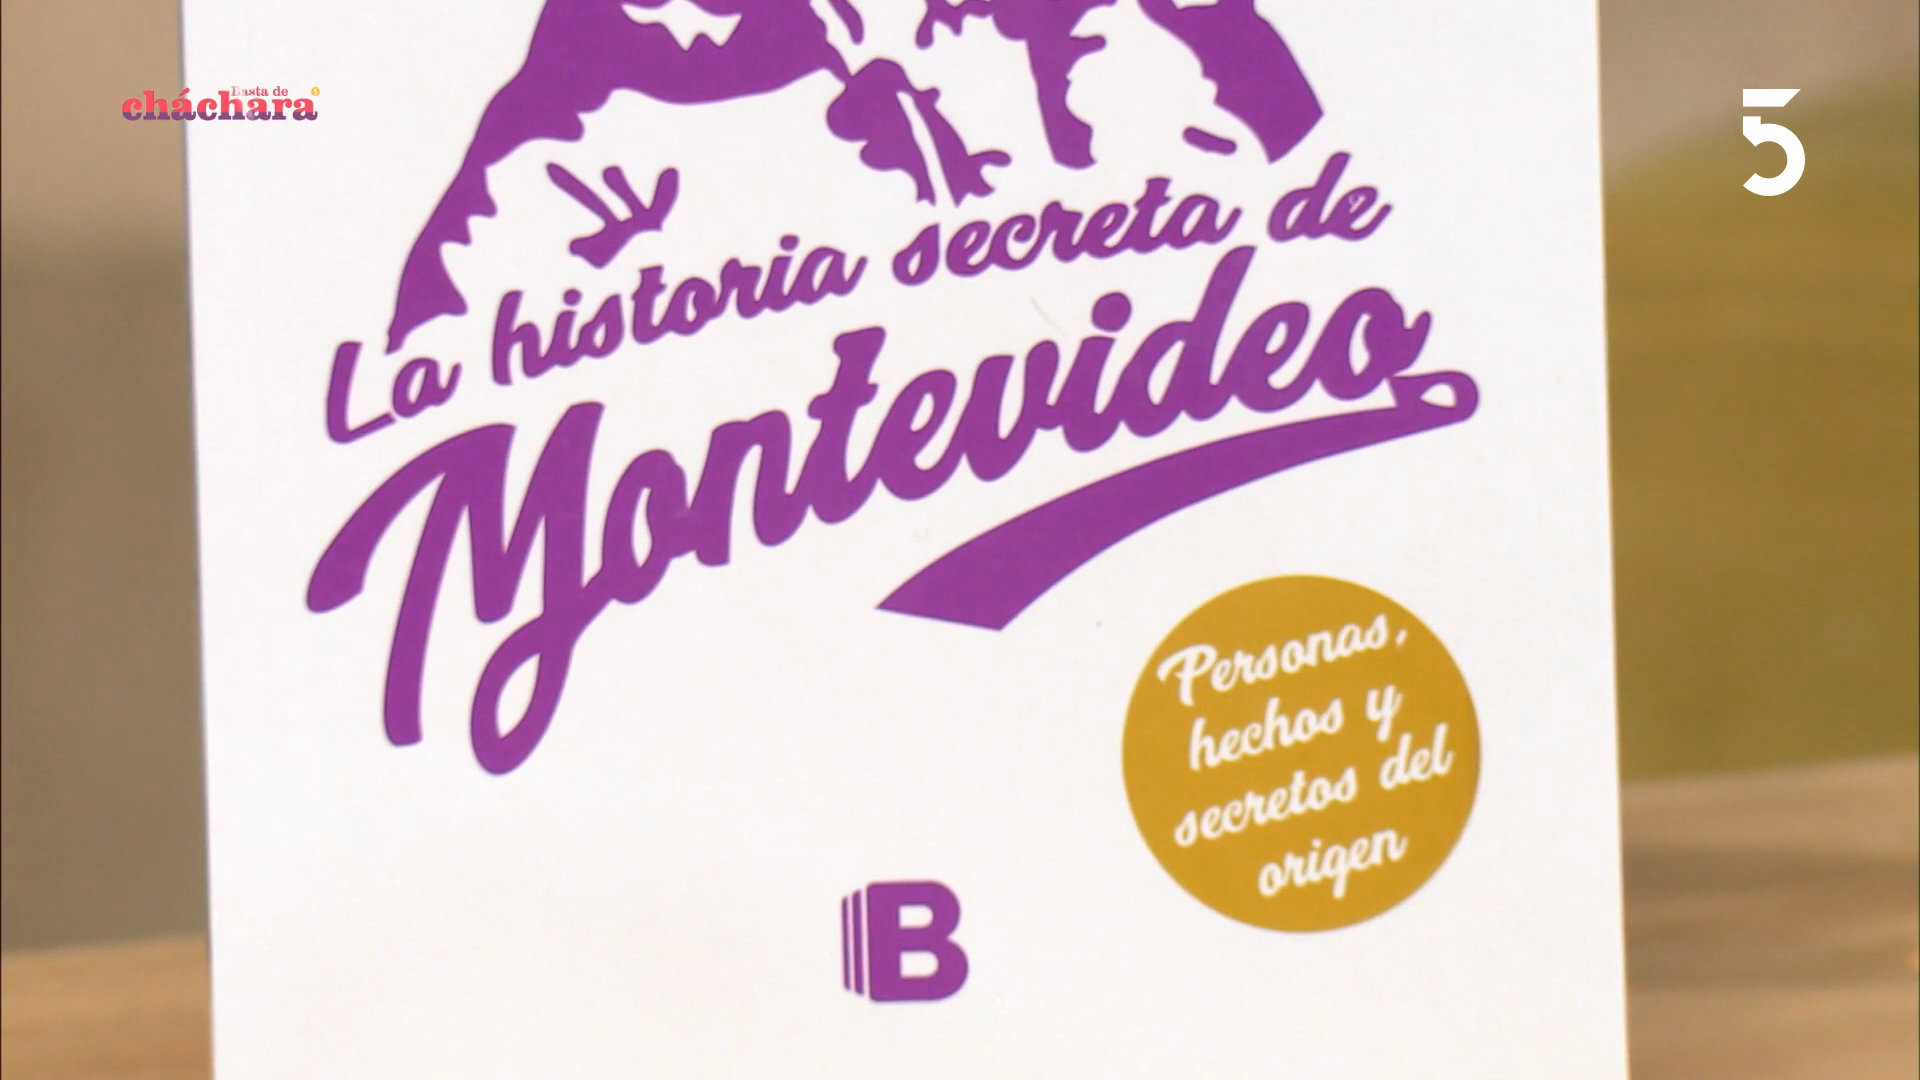 Basta de
cháchara
5
La historia secreta de
Montevideo
Personas,
hechos y
secretos del
origen
B